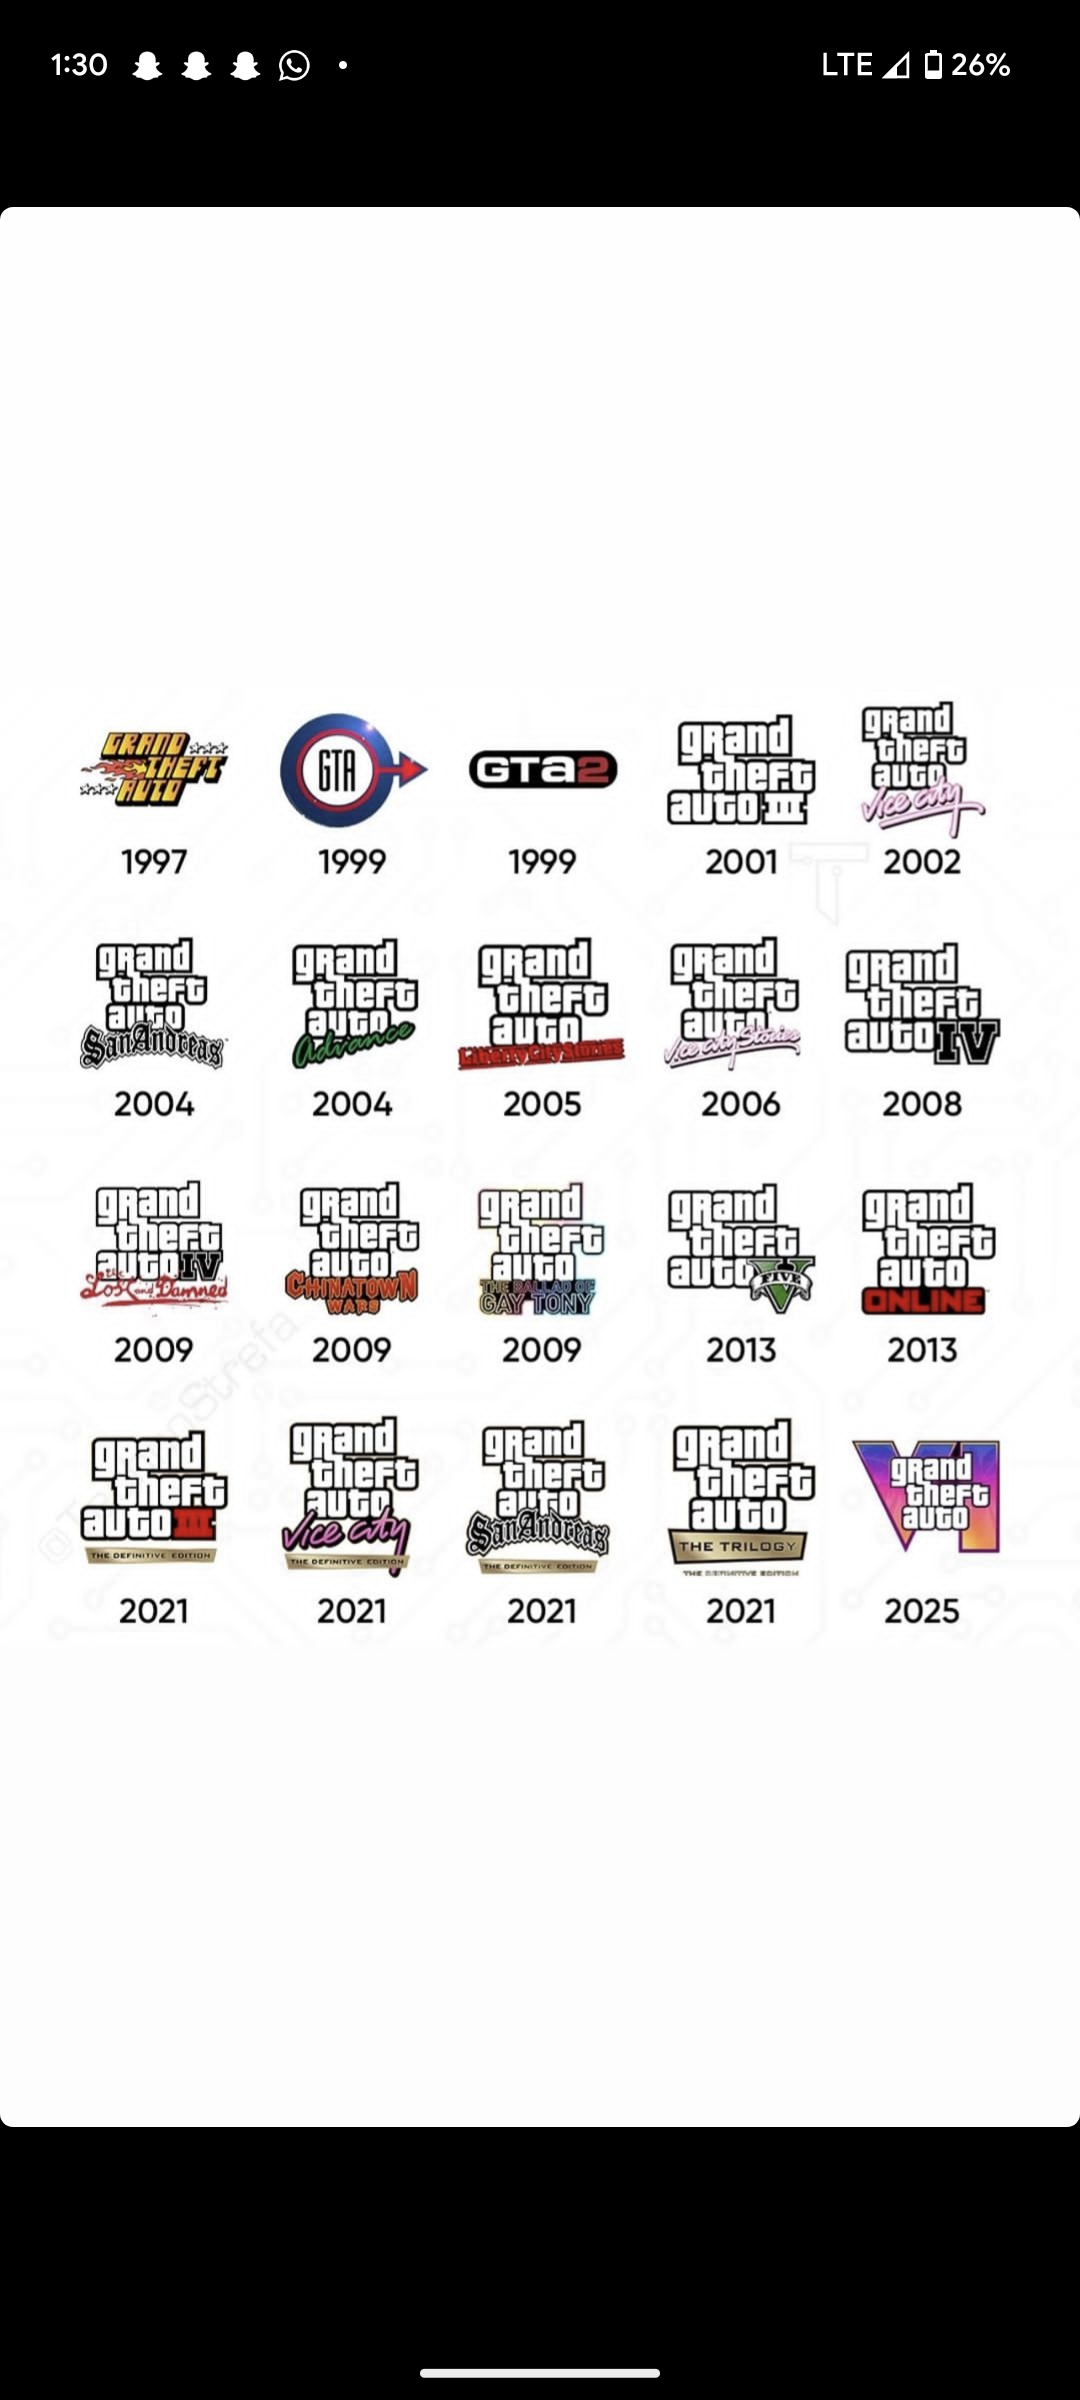 1:30 LTE 26%
GRAND THEFT AUTO
GTA
GTA2
grand theft auto III
grand theft auto Vice City
1997 1999 1999 2001 2002
grand theft auto San Andreas
grand theft auto Advance
grand theft auto Liberty City Stories
grand theft auto Vice City Stories
grand theft auto IV
2004 2004 2005 2006 2008
grand theft auto IV The Lost and Damned
grand theft auto CHINATOWN WARS
grand theft auto THE BALLAD OF GAY TONY
grand theft auto V FIVE
grand theft auto ONLINE
2009 2009 2009 2013 2013
grand theft auto III THE DEFINITIVE EDITION
grand theft auto Vice City THE DEFINITIVE EDITION
grand theft auto San Andreas THE DEFINITIVE EDITION
grand theft auto THE TRILOGY THE DEFINITIVE EDITION
VI grand theft auto
2021 2021 2021 2021 2025